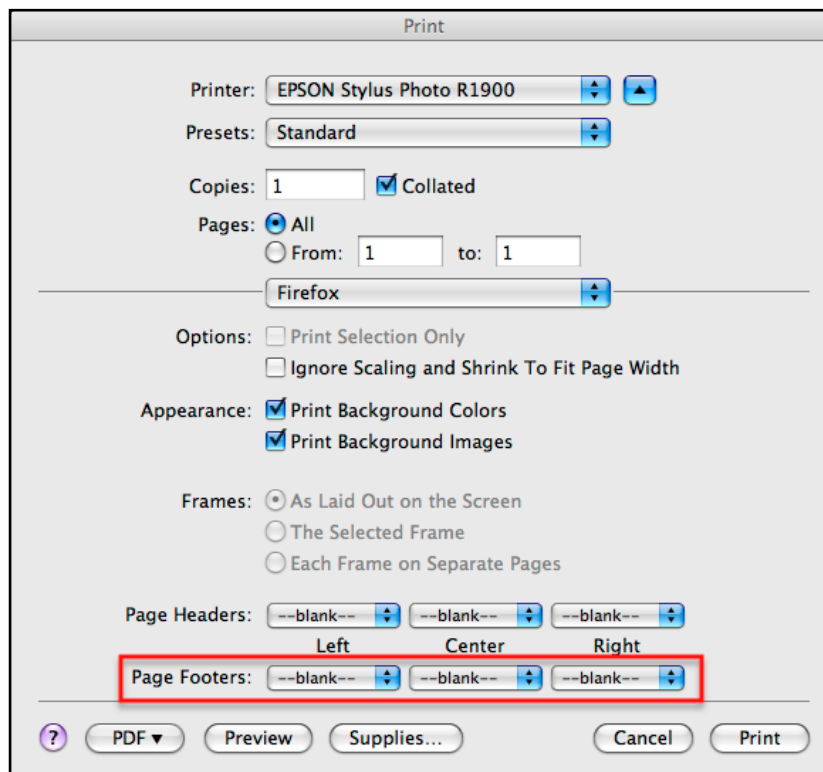 Print
Printer: EPSON Stylus Photo R1900
Presets: Standard
Copies: 1 Collated
Pages: All
From: 1 to: 1
Firefox
Options: Print Selection Only
Ignore Scaling and Shrink To Fit Page Width
Appearance: Print Background Colors
Print Background Images
Frames: As Laid Out on the Screen
The Selected Frame
Each Frame on Separate Pages
Page Headers: --blank-- --blank-- --blank--
Left Center Right
Page Footers: --blank-- --blank-- --blank--
? PDF▼ Preview Supplies... Cancel Print